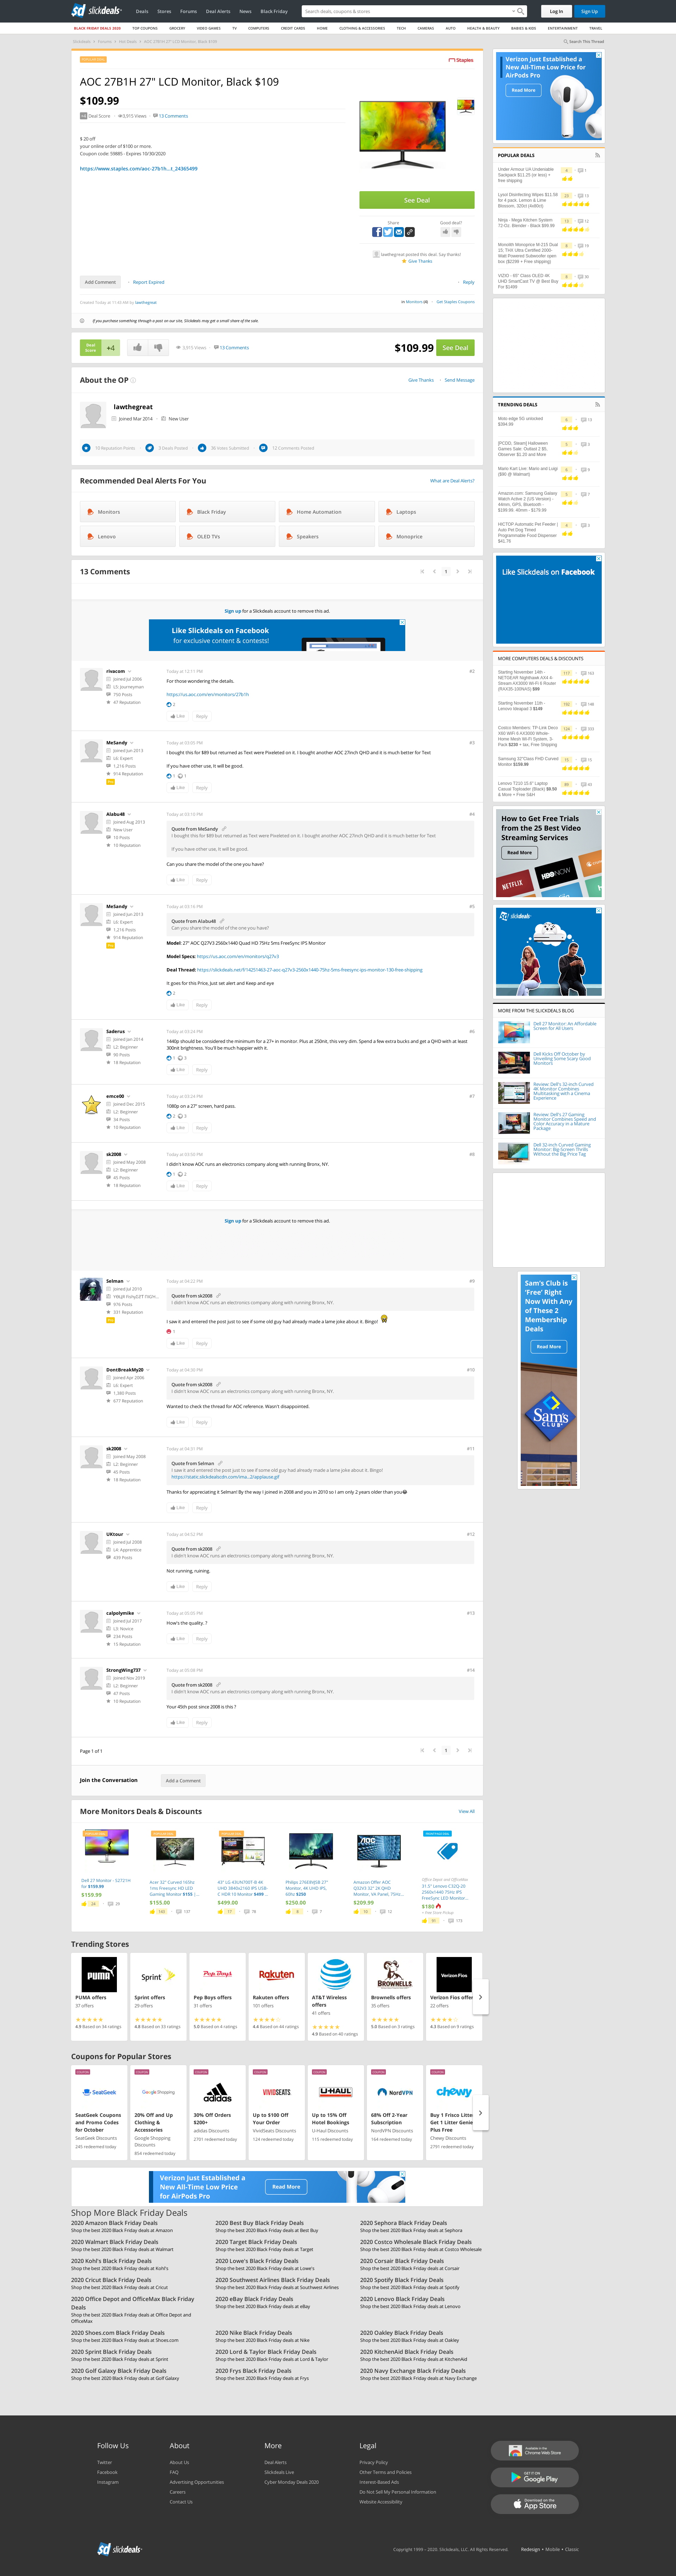 slickdeals
Deals Stores Forums Deal Alerts News Black Friday
Search deals, coupons & stores
Log In
Sign Up
BLACK FRIDAY DEALS 2020 TOP COUPONS GROCERY VIDEO GAMES TV COMPUTERS CREDIT CARDS HOME CLOTHING & ACCESSORIES TECH CAMERAS AUTO HEALTH & BEAUTY BABIES & KIDS ENTERTAINMENT TRAVEL
Slickdeals > Forums > Hot Deals > AOC 27B1H 27" LCD Monitor, Black $109
Search This Thread
Staples
AOC 27B1H 27" LCD Monitor, Black $109
$109.99
+4 Deal Score 3,915 Views 13 Comments
$ 20 off
your online order of $100 or more.
Coupon code: 59885 - Expires 10/30/2020
See Deal
Share
Good deal?
lawthegreat posted this deal. Say thanks!
Give Thanks
Add Comment
Report Expired
Reply
Created Today at 11:43 AM by lawthegreat
in Monitors (4) Get Staples Coupons
If you purchase something through a post on our site, Slickdeals may get a small share of the sale.
Deal Score +4
3,915 Views 13 Comments
$109.99
See Deal
About the OP
Give Thanks Send Message
lawthegreat
Joined Mar 2014 New User
10 Reputation Points 3 Deals Posted 36 Votes Submitted 12 Comments Posted
Recommended Deal Alerts For You
What are Deal Alerts?
Monitors
Black Friday
Home Automation
Laptops
Lenovo
OLED TVs
Speakers
Monoprice
13 Comments
1
Sign up for a Slickdeals account to remove this ad.
Like Slickdeals on Facebook
for exclusive content & contests!
rivacom
Joined Jul 2006
L5: Journeyman
750 Posts
47 Reputation
Today at 12:11 PM
#2
For those wondering the details.
https://us.aoc.com/en/monitors/27b1h
2
Like Reply
MeSandy
Joined Jun 2013
L6: Expert
1,216 Posts
914 Reputation
Pro
Today at 03:05 PM
#3
I bought this for $89 but returned as Text were Pixeleted on it. I bought another AOC 27inch QHD and it is much better for Text
If you have other use, It will be good.
1 1
Like Reply
Alabu48
Joined Aug 2013
New User
10 Posts
10 Reputation
Today at 03:10 PM
#4
Quote from MeSandy
I bought this for $89 but returned as Text were Pixeleted on it. I bought another AOC 27inch QHD and it is much better for Text
If you have other use, It will be good.
Can you share the model of the one you have?
Like Reply
MeSandy
Joined Jun 2013
L6: Expert
1,216 Posts
914 Reputation
Pro
Today at 03:16 PM
#5
Quote from Alabu48
Can you share the model of the one you have?
Model: 27" AOC Q27V3 2560x1440 Quad HD 75Hz 5ms FreeSync IPS Monitor
Model Specs: https://us.aoc.com/en/monitors/q27v3
Deal Thread: https://slickdeals.net/f/14251463-27-aoc-q27v3-2560x1440-75hz-5ms-freesync-ips-monitor-130-free-shipping
It goes for this Price, Just set alert and Keep and eye
2
Like Reply
Saderus
Joined Jan 2014
L2: Beginner
90 Posts
18 Reputation
Today at 03:24 PM
#6
1440p should be considered the minimum for a 27+ in monitor. Plus at 250nit, this very dim. Spend a few extra bucks and get a QHD with at least 300nit brightness. You'll be much happier with it.
1 3
Like Reply
emce00
Joined Dec 2015
L2: Beginner
34 Posts
10 Reputation
Today at 03:24 PM
#7
1080p on a 27" screen, hard pass.
2 3
Like Reply
sk2008
Joined May 2008
L2: Beginner
45 Posts
18 Reputation
Today at 03:50 PM
#8
I didn't know AOC runs an electronics company along with running Bronx, NY.
1 2
Like Reply
Sign up for a Slickdeals account to remove this ad.
Selman
Joined Jul 2010
976 Posts
331 Reputation
Pro
Today at 04:22 PM
#9
Quote from sk2008
I didn't know AOC runs an electronics company along with running Bronx, NY.
I saw it and entered the post just to see if some old guy had already made a lame joke about it. Bingo!
Like Reply
DontBreakMy20
Joined Apr 2006
L6: Expert
1,380 Posts
677 Reputation
Today at 04:30 PM
#10
Quote from sk2008
I didn't know AOC runs an electronics company along with running Bronx, NY.
Wanted to check the thread for AOC reference. Wasn't disappointed.
Like Reply
sk2008
Joined May 2008
L2: Beginner
45 Posts
18 Reputation
Today at 04:31 PM
#11
Quote from Selman
I saw it and entered the post just to see if some old guy had already made a lame joke about it. Bingo!
https://static.slickdealscdn.com/ima...2/applause.gif
Thanks for appreciating it Selman! By the way I joined in 2008 and you in 2010 so I am only 2 years older than you😂
Like Reply
UKtour
Joined Jul 2008
L4: Apprentice
439 Posts
Today at 04:52 PM
#12
Quote from sk2008
I didn't know AOC runs an electronics company along with running Bronx, NY.
Not running, ruining.
Like Reply
calpolymike
Joined Jul 2017
L3: Novice
234 Posts
15 Reputation
Today at 05:05 PM
#13
How's the quality. ?
Like Reply
StrongWing737
Joined Nov 2019
L2: Beginner
47 Posts
10 Reputation
Today at 05:08 PM
#14
Quote from sk2008
I didn't know AOC runs an electronics company along with running Bronx, NY.
Your 45th post since 2008 is this ?
Like Reply
Page 1 of 1
1
Join the Conversation
Add a Comment
More Monitors Deals & Discounts
View All
Dell 27 Monitor - S2721H for $159.99
$159.99
Acer 32" Curved 165Hz 1ms Freesync HD LED Gaming Monitor $155
$155.00
43" LG 43UN700T-B 4K UHD 3840x2160 IPS USB-C HDR 10 Monitor $499
$499.00
Philips 276E8VJSB 27" Monitor, 4K UHD IPS, 60hz $250
$250.00
Amazon Offer AOC Q32V3 32" 2K QHD Monitor, VA Panel, 75Hz...
$209.99
Office Depot and OfficeMax
31.5" Lenovo C32Q-20 2560x1440 75Hz IPS FreeSync LED Monitor...
$180
+ Free Store Pickup
Trending Stores
PUMA offers
37 offers
4.9 Based on 34 ratings
Sprint offers
29 offers
4.8 Based on 33 ratings
Pep Boys offers
31 offers
5.0 Based on 4 ratings
Rakuten offers
101 offers
4.4 Based on 44 ratings
AT&T Wireless offers
41 offers
4.9 Based on 40 ratings
Brownells offers
35 offers
5.0 Based on 3 ratings
Verizon Fios offers
22 offers
4.3 Based on 9 ratings
Coupons for Popular Stores
SeatGeek Coupons and Promo Codes for October
SeatGeek Discounts
245 redeemed today
20% Off and Up Clothing & Accessories
Google Shopping Discounts
854 redeemed today
30% Off Orders $200+
adidas Discounts
2701 redeemed today
Up to $100 Off Your Order
VividSeats Discounts
124 redeemed today
Up to 15% Off Hotel Bookings
U-Haul Discounts
115 redeemed today
68% Off 2-Year Subscription
NordVPN Discounts
164 redeemed today
Buy 1 Frisco Litter, Get 1 Litter Genie Plus Free
Chewy Discounts
2791 redeemed today
Verizon Just Established a New All-Time Low Price for AirPods Pro
Read More
Shop More Black Friday Deals
2020 Amazon Black Friday Deals
Shop the best 2020 Black Friday deals at Amazon
2020 Best Buy Black Friday Deals
Shop the best 2020 Black Friday deals at Best Buy
2020 Sephora Black Friday Deals
Shop the best 2020 Black Friday deals at Sephora
2020 Walmart Black Friday Deals
Shop the best 2020 Black Friday deals at Walmart
2020 Target Black Friday Deals
Shop the best 2020 Black Friday deals at Target
2020 Costco Wholesale Black Friday Deals
Shop the best 2020 Black Friday deals at Costco Wholesale
2020 Kohl's Black Friday Deals
Shop the best 2020 Black Friday deals at Kohl's
2020 Lowe's Black Friday Deals
Shop the best 2020 Black Friday deals at Lowe's
2020 Corsair Black Friday Deals
Shop the best 2020 Black Friday deals at Corsair
2020 Cricut Black Friday Deals
Shop the best 2020 Black Friday deals at Cricut
2020 Southwest Airlines Black Friday Deals
Shop the best 2020 Black Friday deals at Southwest Airlines
2020 Spotify Black Friday Deals
Shop the best 2020 Black Friday deals at Spotify
2020 Office Depot and OfficeMax Black Friday Deals
Shop the best 2020 Black Friday deals at Office Depot and OfficeMax
2020 eBay Black Friday Deals
Shop the best 2020 Black Friday deals at eBay
2020 Lenovo Black Friday Deals
Shop the best 2020 Black Friday deals at Lenovo
2020 Shoes.com Black Friday Deals
Shop the best 2020 Black Friday deals at Shoes.com
2020 Nike Black Friday Deals
Shop the best 2020 Black Friday deals at Nike
2020 Oakley Black Friday Deals
Shop the best 2020 Black Friday deals at Oakley
2020 Sprint Black Friday Deals
Shop the best 2020 Black Friday deals at Sprint
2020 Lord & Taylor Black Friday Deals
Shop the best 2020 Black Friday deals at Lord & Taylor
2020 KitchenAid Black Friday Deals
Shop the best 2020 Black Friday deals at KitchenAid
2020 Golf Galaxy Black Friday Deals
Shop the best 2020 Black Friday deals at Golf Galaxy
2020 Frys Black Friday Deals
Shop the best 2020 Black Friday deals at Frys
2020 Navy Exchange Black Friday Deals
Shop the best 2020 Black Friday deals at Navy Exchange
Verizon Just Established a New All-Time Low Price for AirPods Pro
Read More
POPULAR DEALS
Under Armour UA Undeniable Sackpack $11.25 (or less) + free shipping
Lysol Disinfecting Wipes $11.58 for 4 pack. Lemon & Lime Blossom, 320ct (4x80ct)
Ninja - Mega Kitchen System 72-Oz. Blender - Black $99.99
Monolith Monoprice M-215 Dual 15; THX Ultra Certified 2000-Watt Powered Subwoofer open box ($2299 + Free shipping)
VIZIO - 65" Class OLED 4K UHD SmartCast TV @ Best Buy For $1499
TRENDING DEALS
Moto edge 5G unlocked $394.99
[PCDD, Steam] Halloween Games Sale: Outlast 2 $5, Observer $1.20 and More
Mario Kart Live: Mario and Luigi ($80 @ Walmart)
Amazon.com: Samsung Galaxy Watch Active 2 (US Version) - 44mm, GPS, Bluetooth - $199.99. 40mm - $179.99
HICTOP Automatic Pet Feeder | Auto Pet Dog Timed Programmable Food Dispenser $41.79
Like Slickdeals on Facebook
MORE COMPUTERS DEALS & DISCOUNTS
Starting November 14th - NETGEAR Nighthawk AX4 4-Stream AX3000 Wi-Fi 6 Router (RAX35-100NAS) $99
Starting November 11th - Lenovo Ideapad 3 $149
Costco Members: TP-Link Deco X60 WiFi 6 AX3000 Whole-Home Mesh Wi-Fi System, 3-Pack $230 + tax. Free Shipping
Samsung 32"Class FHD Curved Monitor $159.99
Lenovo T210 15.6" Laptop Casual Toploader (Black) $8.50 & More + Free S&H
How to Get Free Trials from the 25 Best Video Streaming Services
Read More
NETFLIX
HBO NOW
slickdeals
MORE FROM THE SLICKDEALS BLOG
Dell 27 Monitor: An Affordable Screen for All Users
Dell Kicks Off October by Unveiling Some Scary Good Monitors
Review: Dell's 32-inch Curved 4K Monitor Combines Multitasking with a Cinema Experience
Review: Dell's 27 Gaming Monitor Combines Speed and Color Accuracy in a Mature Package
Dell 32-Inch Curved Gaming Monitor: Big Screen Thrills Without the Big Price Tag
Sam's Club is 'Free' Right Now With Any of These 2 Membership Deals
Read More
Sam's CLUB
Follow Us
Twitter
Facebook
Instagram
About
About Us
FAQ
Advertising Opportunities
Careers
Contact Us
More
Deal Alerts
Slickdeals Live
Cyber Monday Deals 2020
Legal
Privacy Policy
Other Terms and Policies
Interest-Based Ads
Do Not Sell My Personal Information
Website Accessibility
Available in the Chrome Web Store
GET IT ON Google Play
Download on the App Store
slickdeals
Copyright 1999 - 2020. Slickdeals, LLC. All Rights Reserved.
Redesign • Mobile • Classic